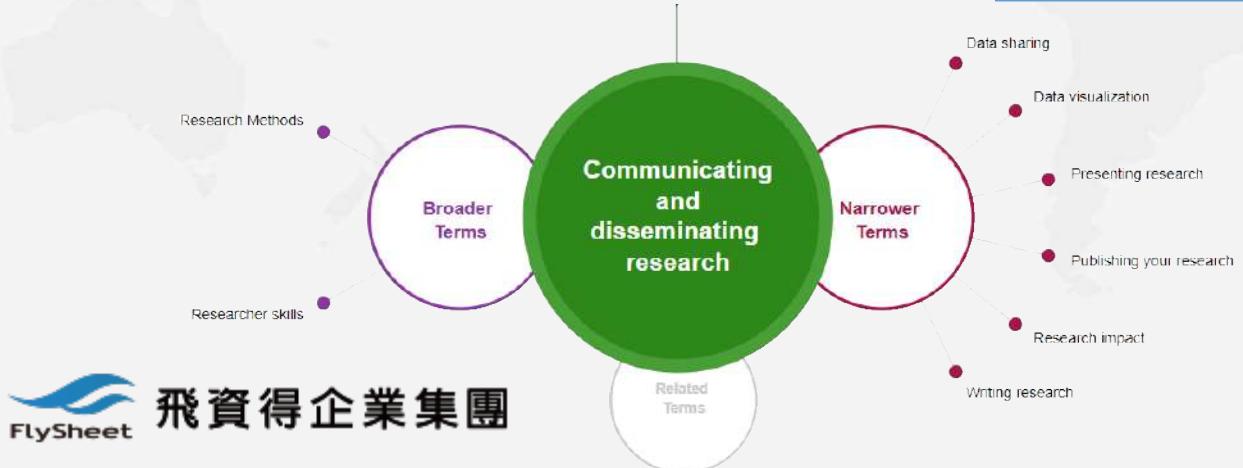 Data sharing
Data visualization
Research Methods
Presenting research
Communicating
and
disseminating
research
Broader
Terms
Narrower
Terms
Publishing your research
Researcher skills
Research impact
Related
Terms
Writing research
FlySheet
飛資得企業集團